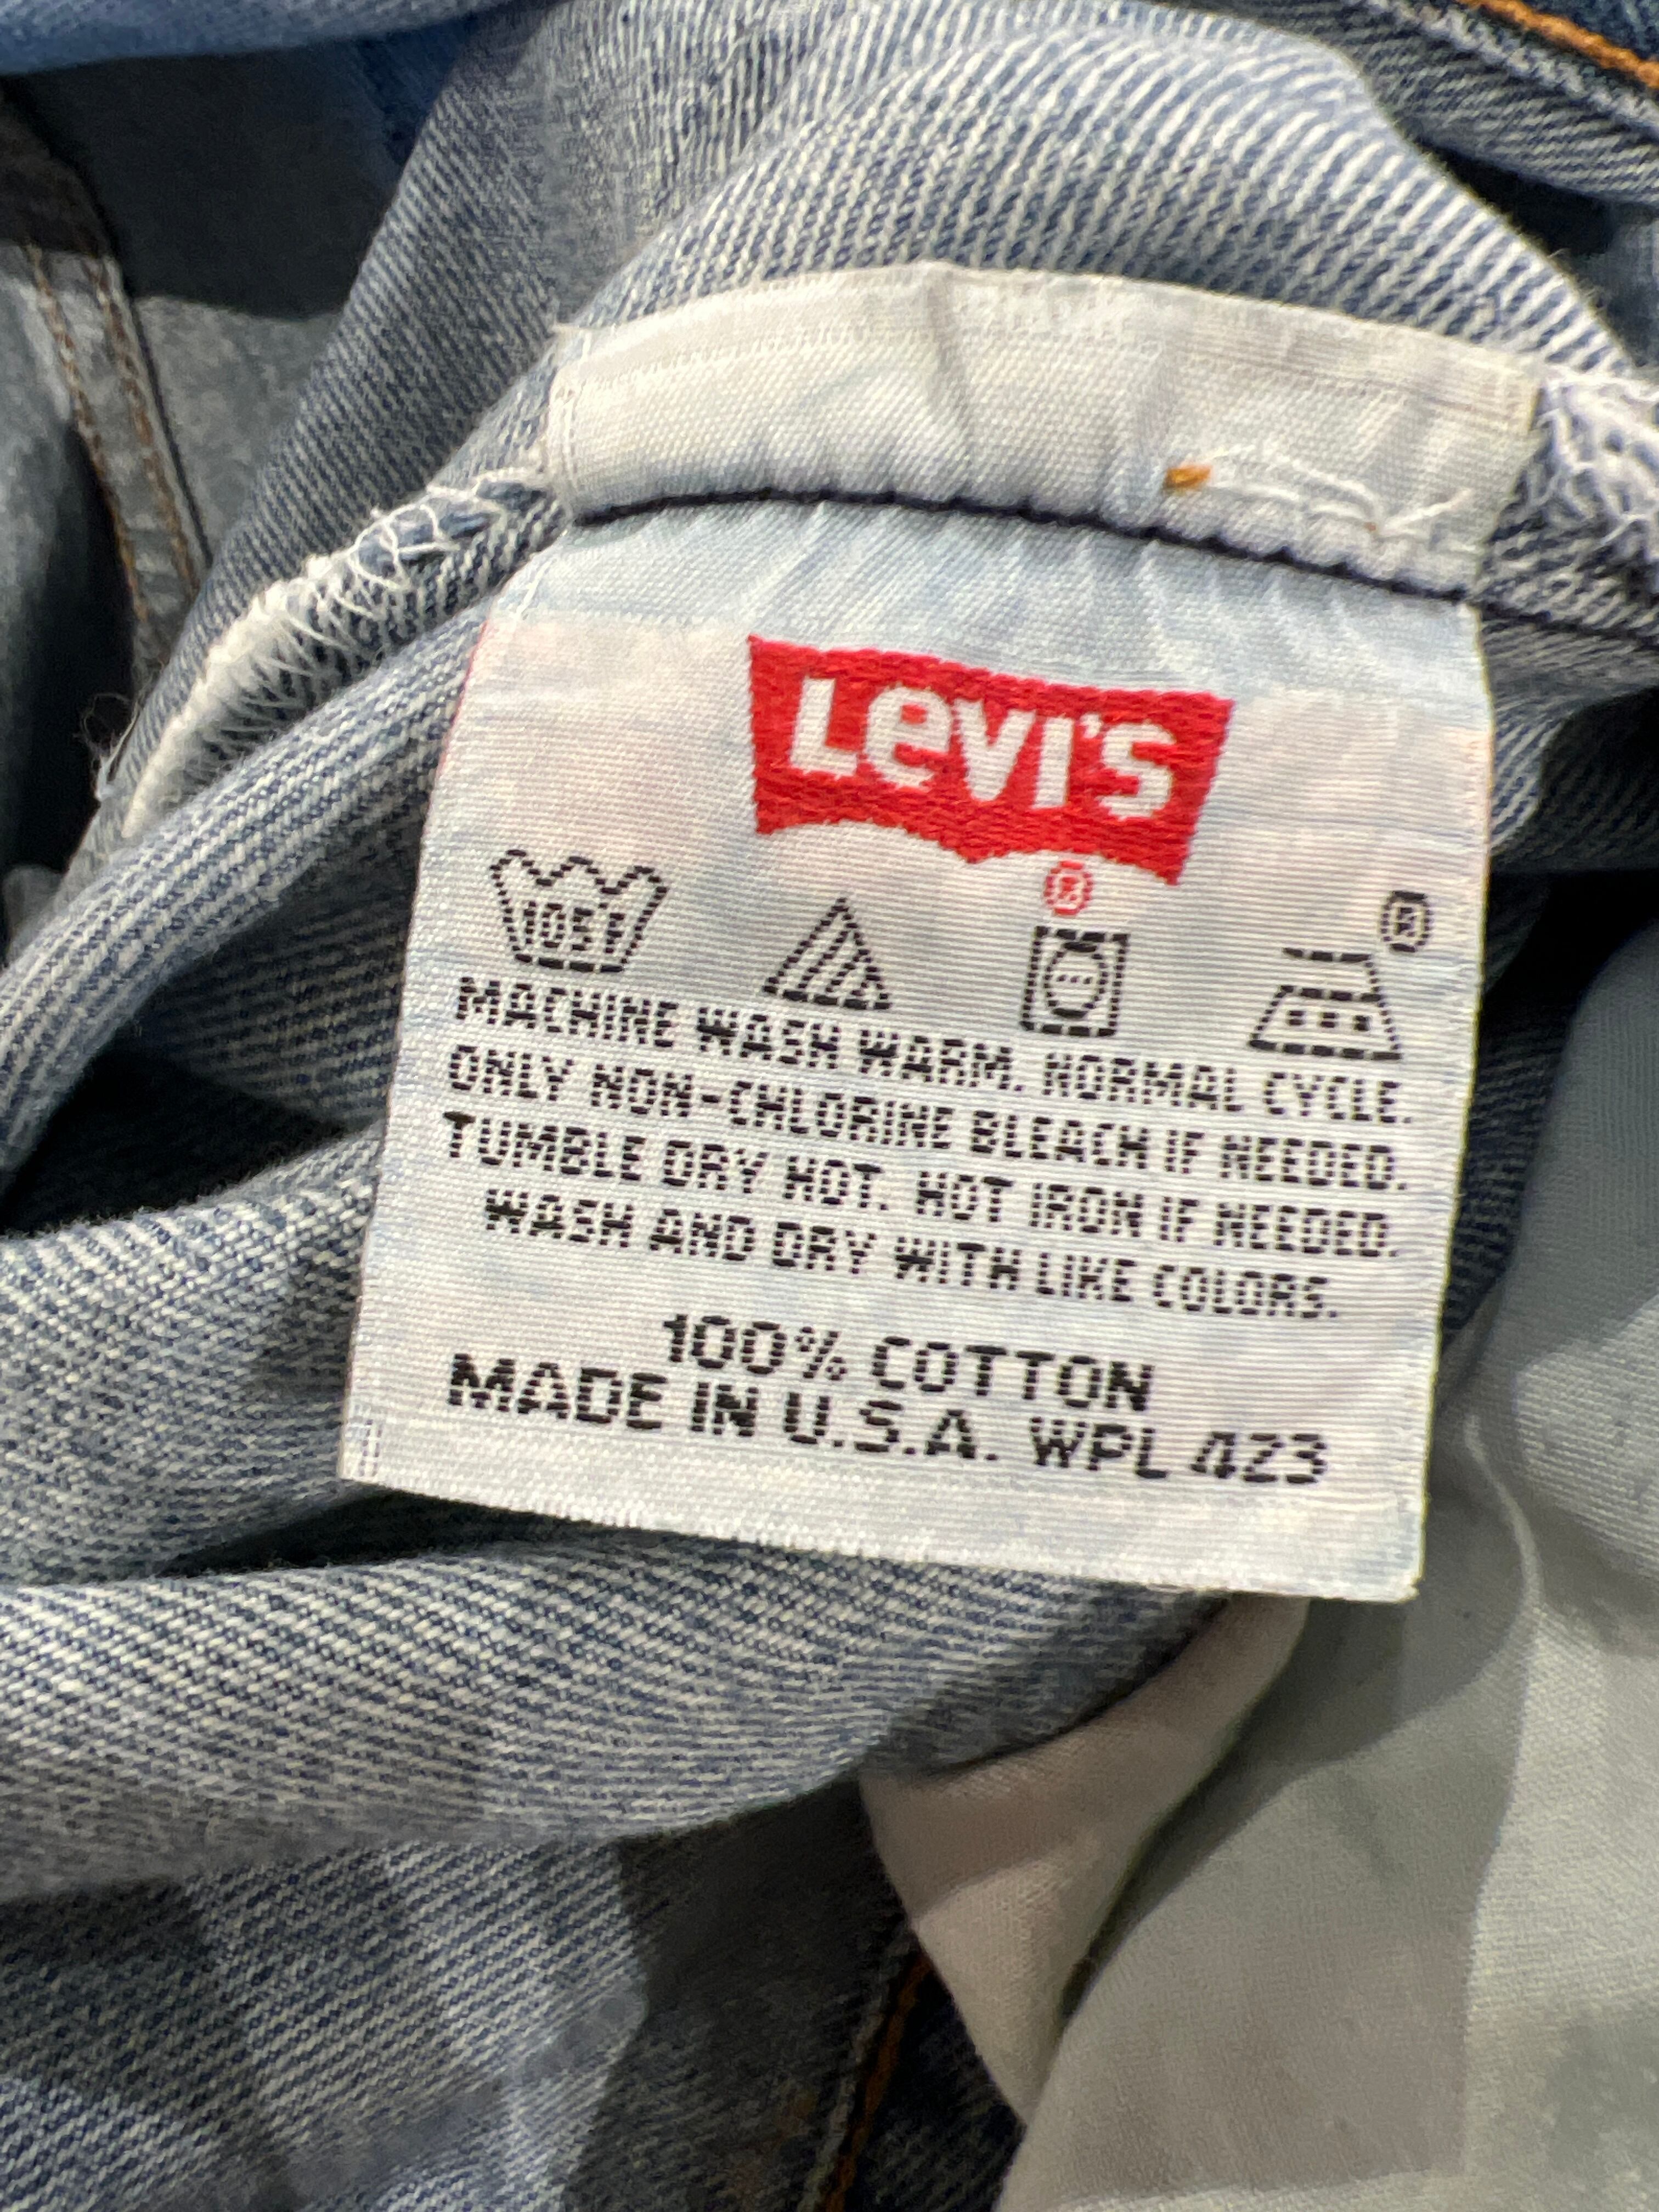 LEVI'S
®
®
105F
MACHINE WASH WARM. NORMAL CYCLE.
ONLY NON-CHLORINE BLEACH IF NEEDED.
TUMBLE DRY HOT. HOT IRON IF NEEDED.
WASH AND DRY WITH LIKE COLORS.
100% COTTON
MADE IN U.S.A. WPL 423